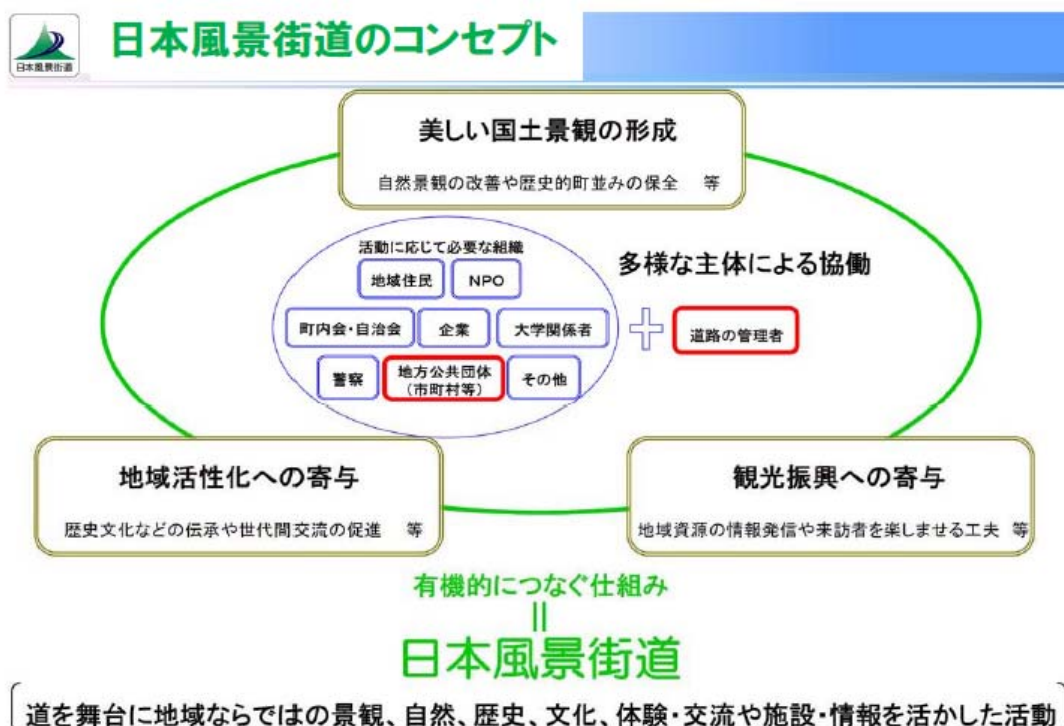 日本風景街道
日本風景街道のコンセプト
美しい国土景観の形成
自然景観の改善や歴史的町並みの保全　等
活動に応じて必要な組織
地域住民
NPO
多様な主体による協働
町内会・自治会
企業
大学関係者
道路の管理者
警察
地方公共団体
（市町村等）
その他
地域活性化への寄与
歴史文化などの伝承や世代間交流の促進　等
観光振興への寄与
地域資源の情報発信や来訪者を楽しませる工夫　等
有機的につなぐ仕組み
||
日本風景街道
道を舞台に地域ならではの景観、自然、歴史、文化、体験・交流や施設・情報を活かした活動